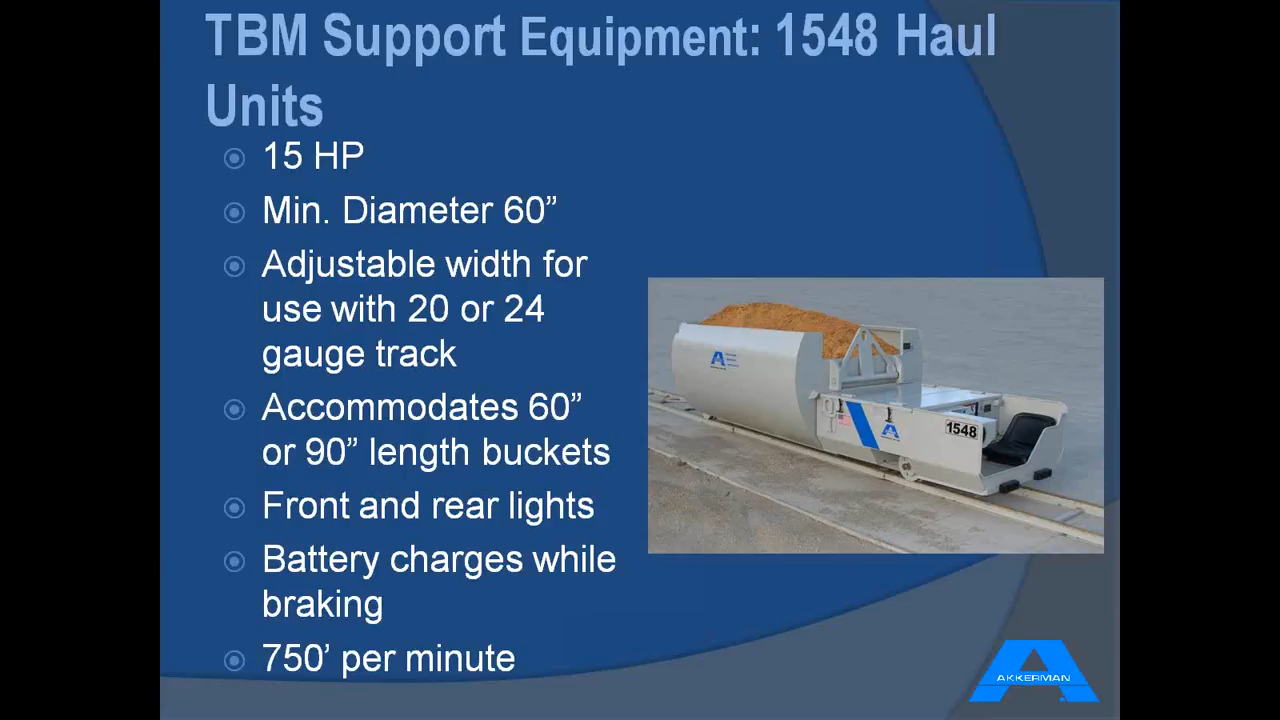 TBM Support Equipment: 1548 Haul
Units
15 HP
Min. Diameter 60”
Adjustable width for
use with 20 or 24
gauge track
Accommodates 60”
or 90” length buckets
Front and rear lights
Battery charges while
braking
750’ per minute
1548
AKKERMAN